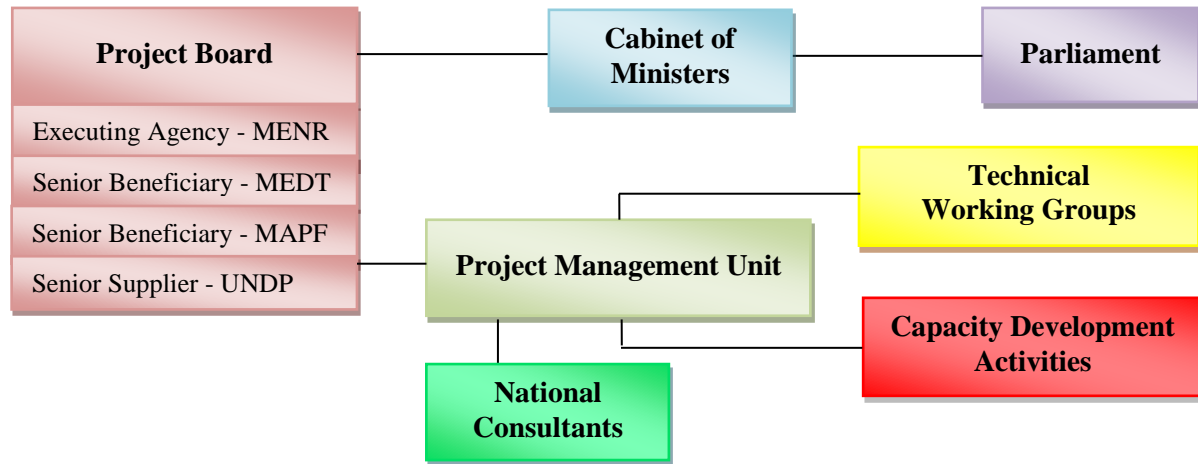 Project Board
Executing Agency - MENR
Senior Beneficiary - MEDT
Senior Beneficiary - MAPF
Senior Supplier - UNDP
Cabinet of
Ministers
Parliament
Technical
Working Groups
Project Management Unit
Capacity Development
Activities
National
Consultants